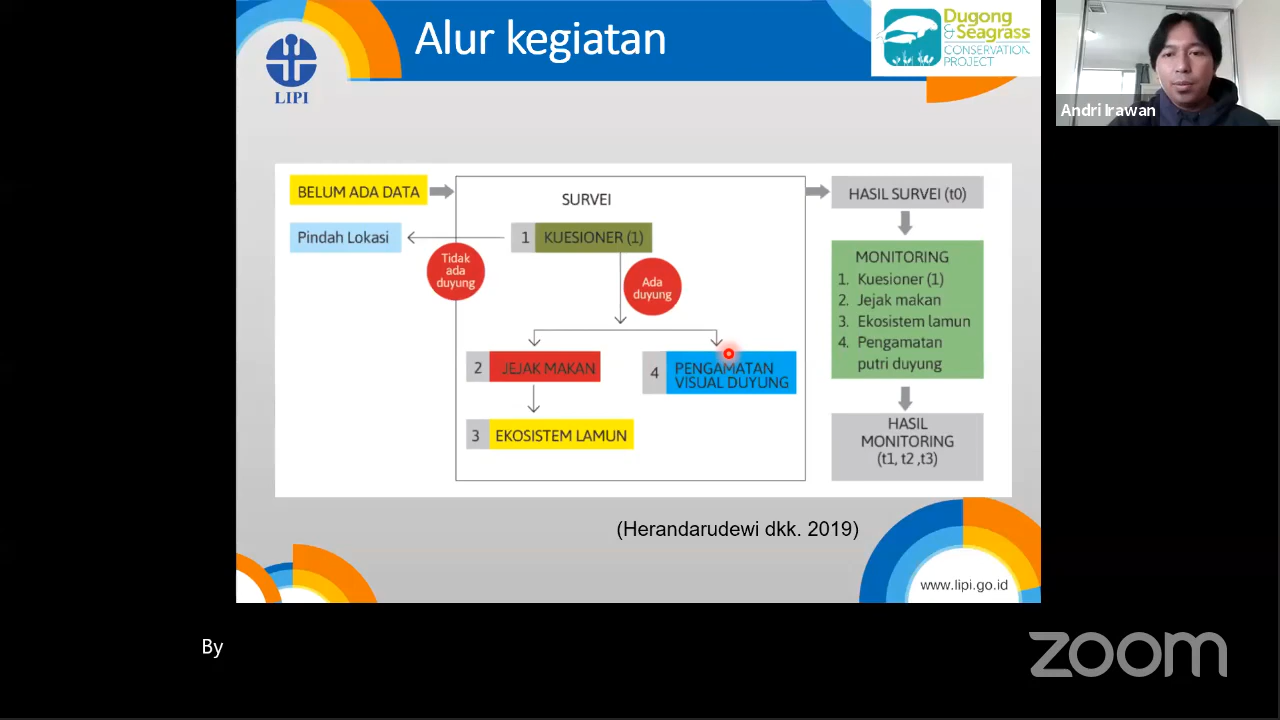 Alur kegiatan
LIPI
Dugong
& Seagrass
CONSERVATION
PROJECT
Andri Irawan
BELUM ADA DATA
Pindah Lokasi
Tidak
ada
duyung
SURVEI
1 KUESIONER (1)
Ada
duyung
2 JEJAK MAKAN
3 EKOSISTEM LAMUN
4 PENGAMATAN
VISUAL DUYUNG
HASIL SURVEI (t0)
MONITORING
1. Kuesioner (1)
2. Jejak makan
3. Ekosistem lamun
4. Pengamatan
putri duyung
HASIL
MONITORING
(t1, t2 ,t3)
(Herandarudewi dkk. 2019)
www.lipi.go.id
By
zoom